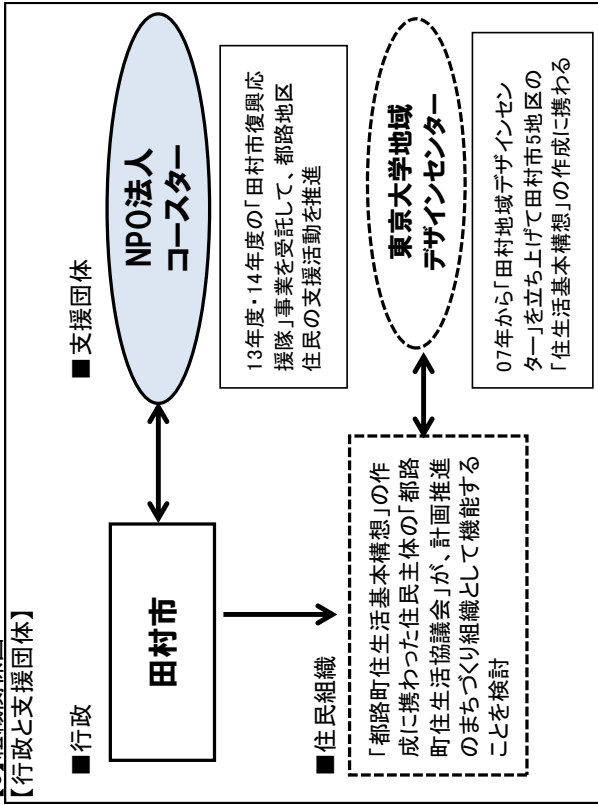 【行政と支援団体】
■行政
田村市
■支援団体
NPO法人
コースター
13年度・14年度の「田村市復興応
援隊」事業を受託して、都路地区
住民の支援活動を推進
■住民組織
「都路町住生活基本構想」の作
成に携わった住民主体の「都路
町住生活協議会」が、計画推進
のまちづくり組織として機能する
ことを検討
東京大学地域
デザインセンター
07年から「田村地域デザインセン
ター」を立ち上げて田村市5地区の
「住生活基本構想」の作成に携わる